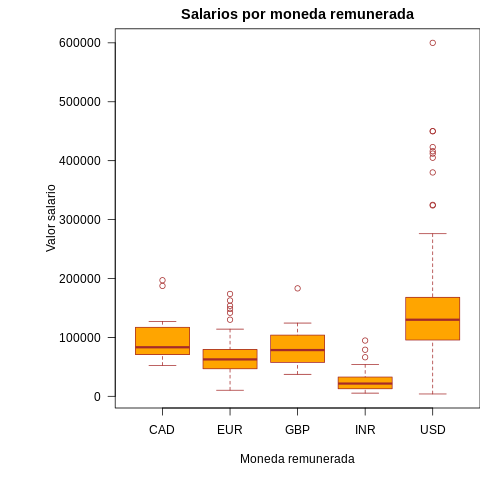 Salarios por moneda remunerada
600000
500000
400000
300000
200000
100000
0
Valor salario
CAD EUR GBP INR USD
Moneda remunerada